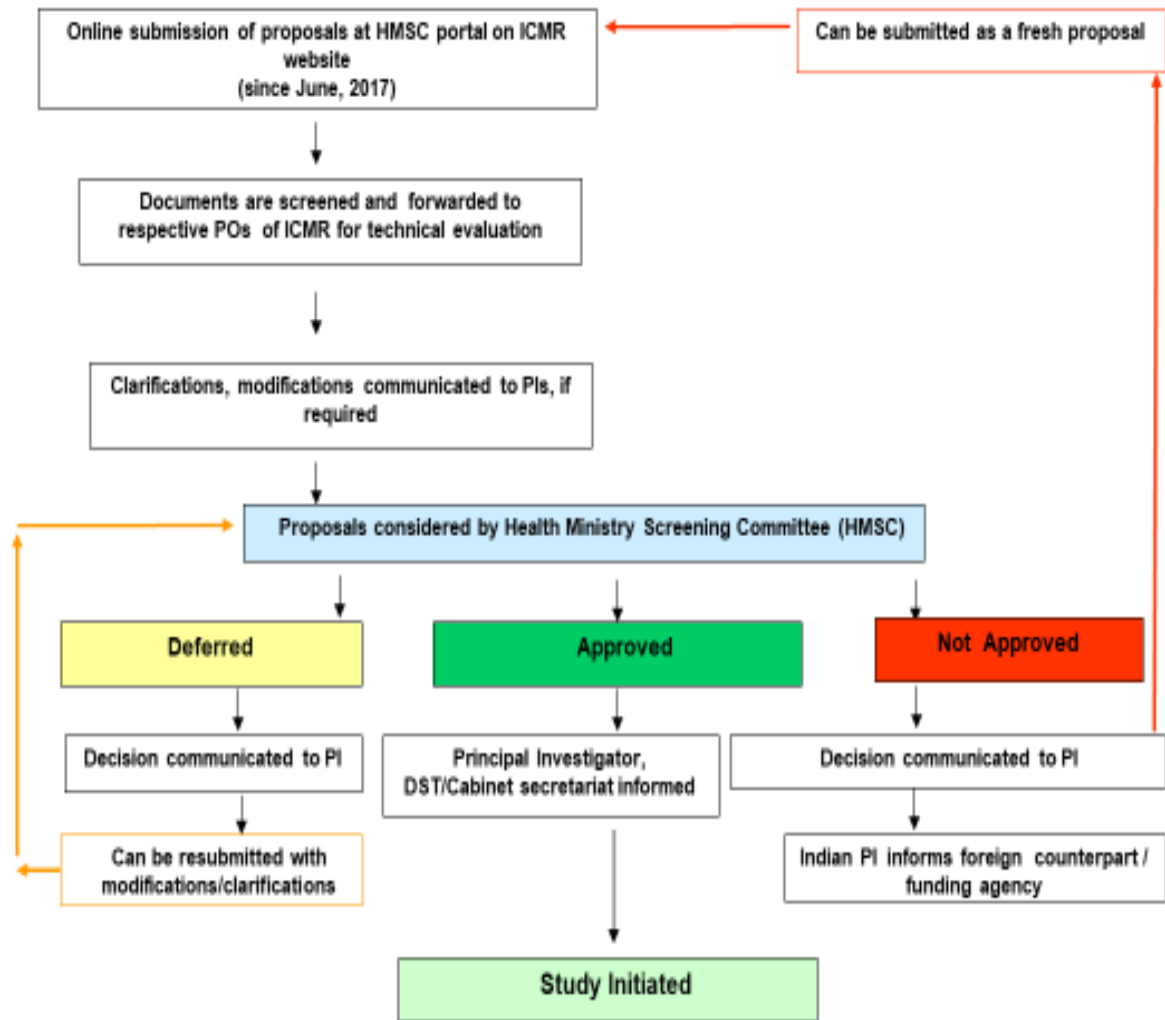 Online submission of proposals at HMSC portal on ICMR
website
(since June, 2017)
Can be submitted as a fresh proposal
Documents are screened and forwarded to
respective POs of ICMR for technical evaluation
Clarifications, modifications communicated to PIs, if
required
Proposals considered by Health Ministry Screening Committee (HMSC)
Deferred
Approved
Not Approved
Decision communicated to PI
Principal Investigator,
DST/Cabinet secretariat informed
Decision communicated to PI
Can be resubmitted with
modifications/clarifications
Indian PI informs foreign counterpart /
funding agency
Study Initiated